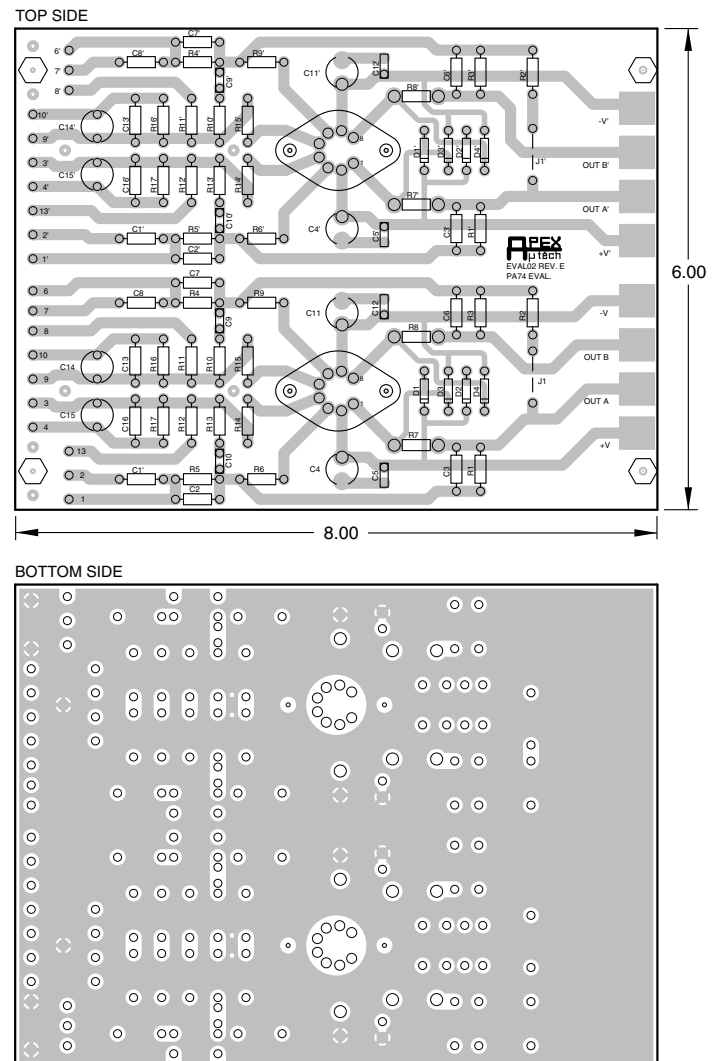 TOP SIDE
C7'
6'
C8' R4' R9' C11' C12
7'
C9' C6' R3' R2'
8' R8'
10' -V'
C14' C13 R16' R11' R10' R15
9' 8
D1' D3' D2' D4' J1' OUT B'
3'
C15' C16 R17 R12 R13 R14' 1
4'
R7' OUT A'
13' C10'
C4' C5' C3 R1'
2' C1' R5' R6'
+V'
C2' APEX
1' µtech
C7 EVAL02 REV. E
6 PA74 EVAL.
C8 R4 R9 C11 C12 -V
7
C9 C6 R3 R2
8 R8
10 OUT B
C14 C13 R16 R11 R10 R15
9 8
D1 D3 D2 D4 J1
3 OUT A
C15 C16 R17 R12 R13 R14 1
4
R7 +V
13 C10
C4 C5 C3 R1
2 C1' R5 R6
C2
1
6.00
8.00
BOTTOM SIDE